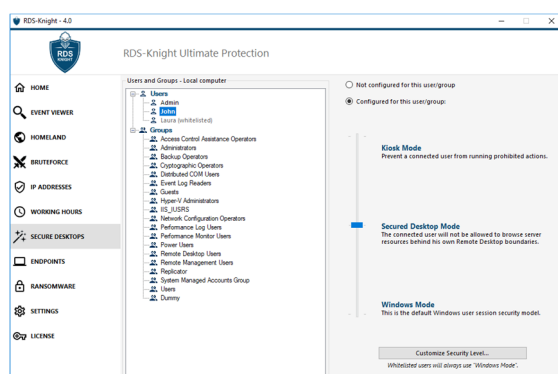 RDS-Knight - 4.0
RDS
KNIGHT
RDS-Knight Ultimate Protection
HOME
EVENT VIEWER
HOMELAND
BRUTEFORCE
IP ADDRESSES
WORKING HOURS
SECURE DESKTOPS
ENDPOINTS
RANSOMWARE
SETTINGS
LICENSE
Users and Groups - Local computer
Users
Admin
John
Laura (whitelisted)
Groups
Access Control Assistance Operators
Administrators
Backup Operators
Cryptographic Operators
Distributed COM Users
Event Log Readers
Guests
Hyper-V Administrators
IIS_IUSRS
Network Configuration Operators
Performance Log Users
Performance Monitor Users
Power Users
Remote Desktop Users
Remote Management Users
Replicator
System Managed Accounts Group
Users
Dummy
Not configured for this user/group
Configured for this user/group:
Kiosk Mode
Prevent a connected user from running prohibited actions.
Secured Desktop Mode
The connected user will not be allowed to browse server
resources behind his own Remote Desktop boundaries.
Windows Mode
This is the default Windows user session security model.
Customize Security Level...
Whitelisted users will always use "Windows Mode".